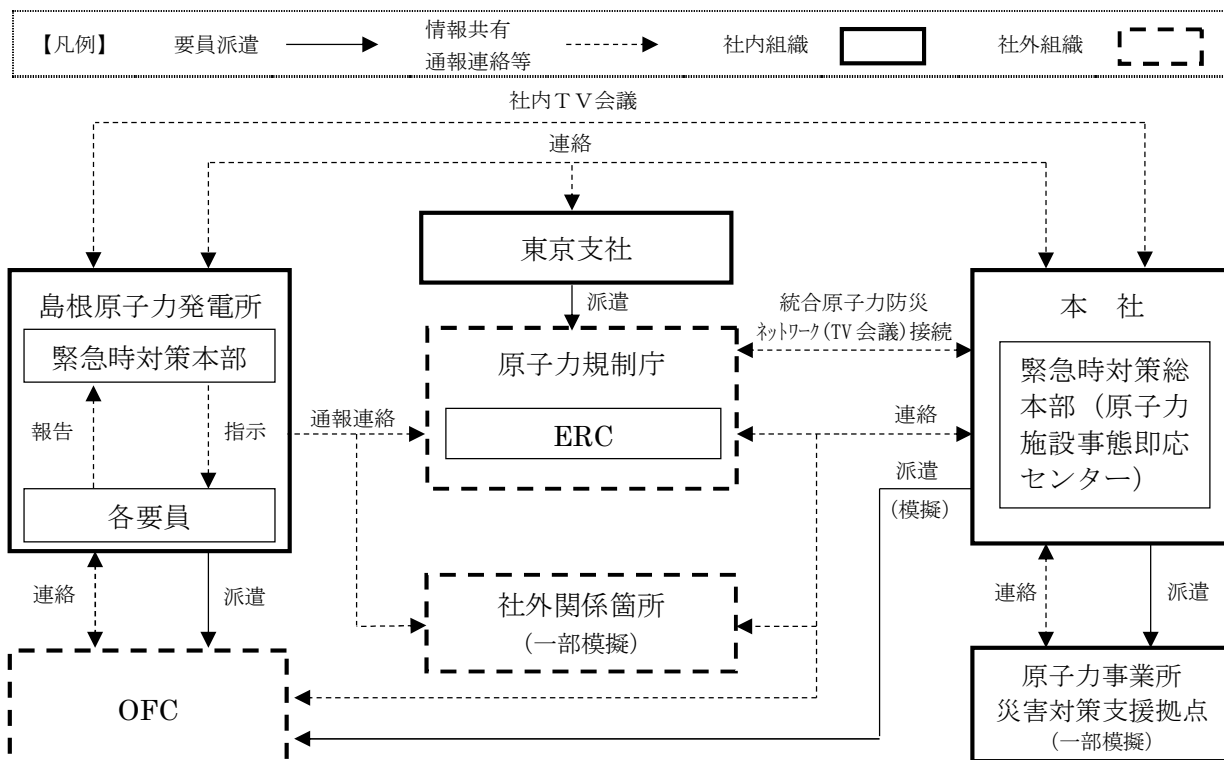 【凡例】
要員派遣
情報共有
通報連絡等
社内組織
社外組織
社内ＴＶ会議
連絡
東京支社
派遣
島根原子力発電所
緊急時対策本部
報告
指示
各要員
通報連絡
原子力規制庁
ERC
統合原子力防災
ﾈｯﾄﾜｰｸ(TV 会議)接続
連絡
派遣
(模擬)
本　社
緊急時対策総
本部（原子力
施設事態即応
センター）
連絡
派遣
社外関係箇所
(一部模擬)
連絡
派遣
OFC
原子力事業所
災害対策支援拠点
(一部模擬)